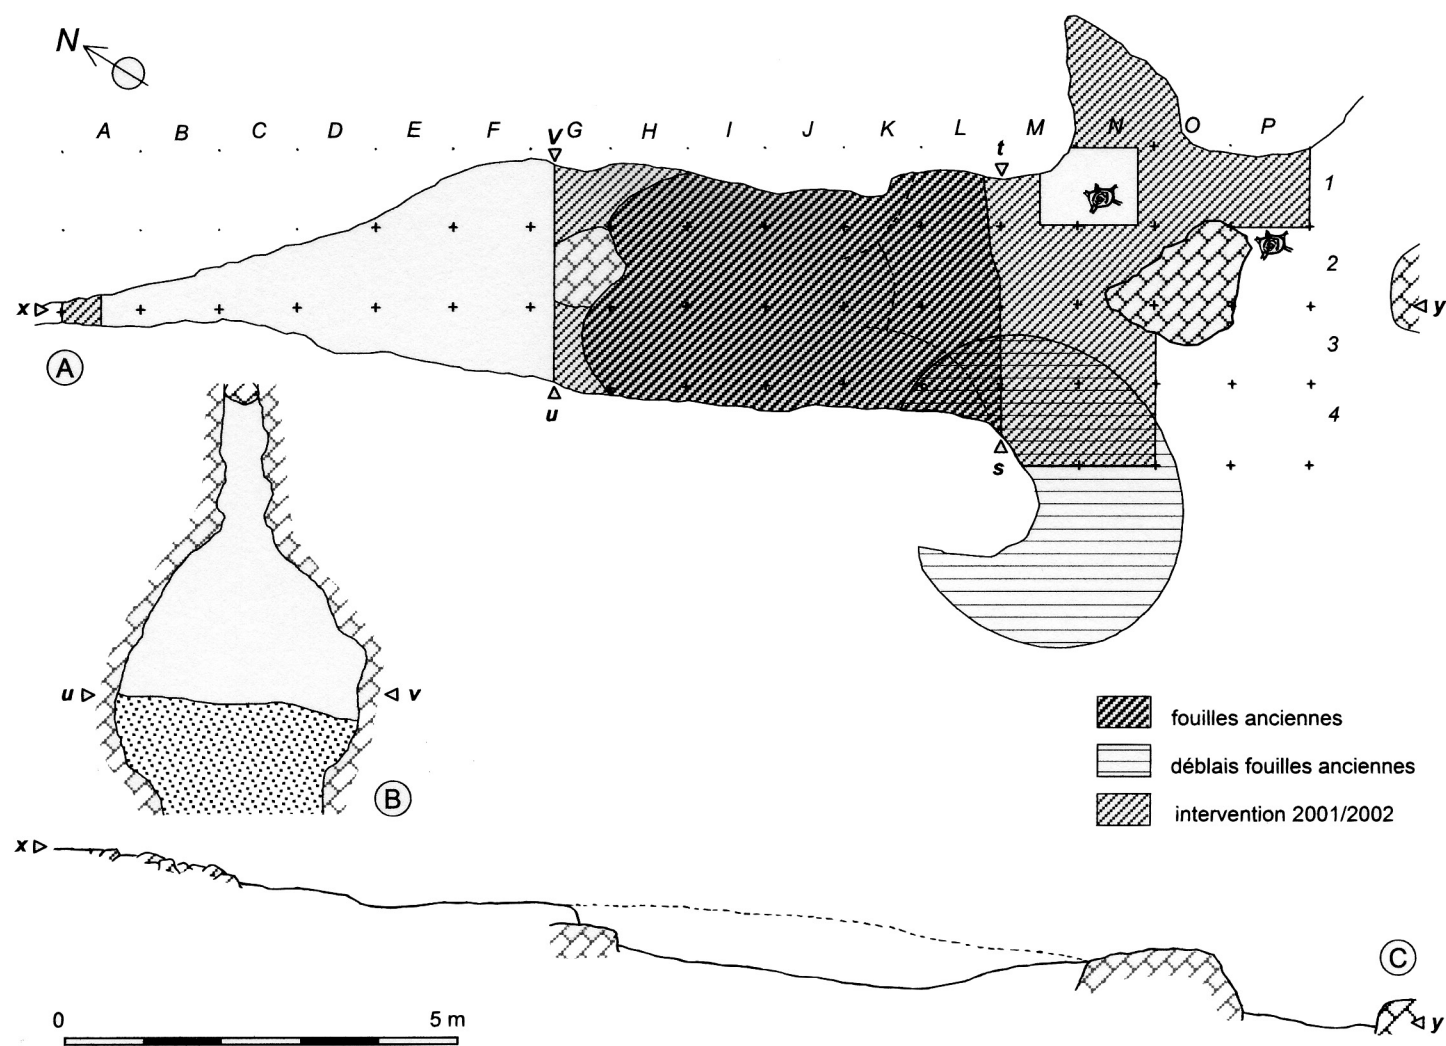 N
A B C D E F G H I J K L M N O P
V
t
1
2
x
y
3
A
u
4
s
u
v
fouilles anciennes
déblais fouilles anciennes
B
intervention 2001/2002
x
C
0
5 m
y